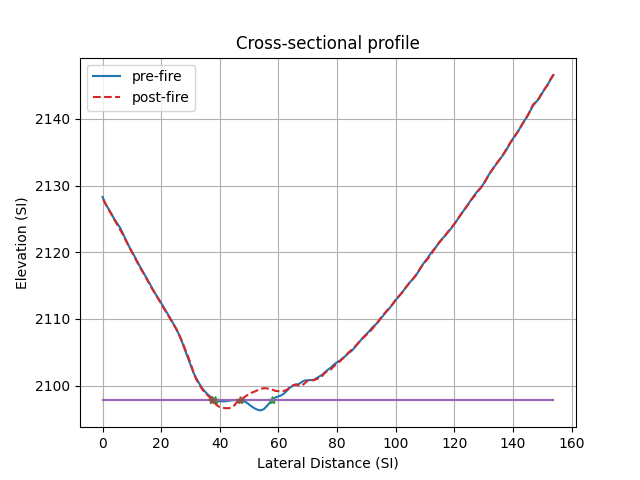 Cross-sectional profile
pre-fire
post-fire
2140
2130
2120
2110
2100
Elevation (SI)
0 20 40 60 80 100 120 140 160
Lateral Distance (SI)